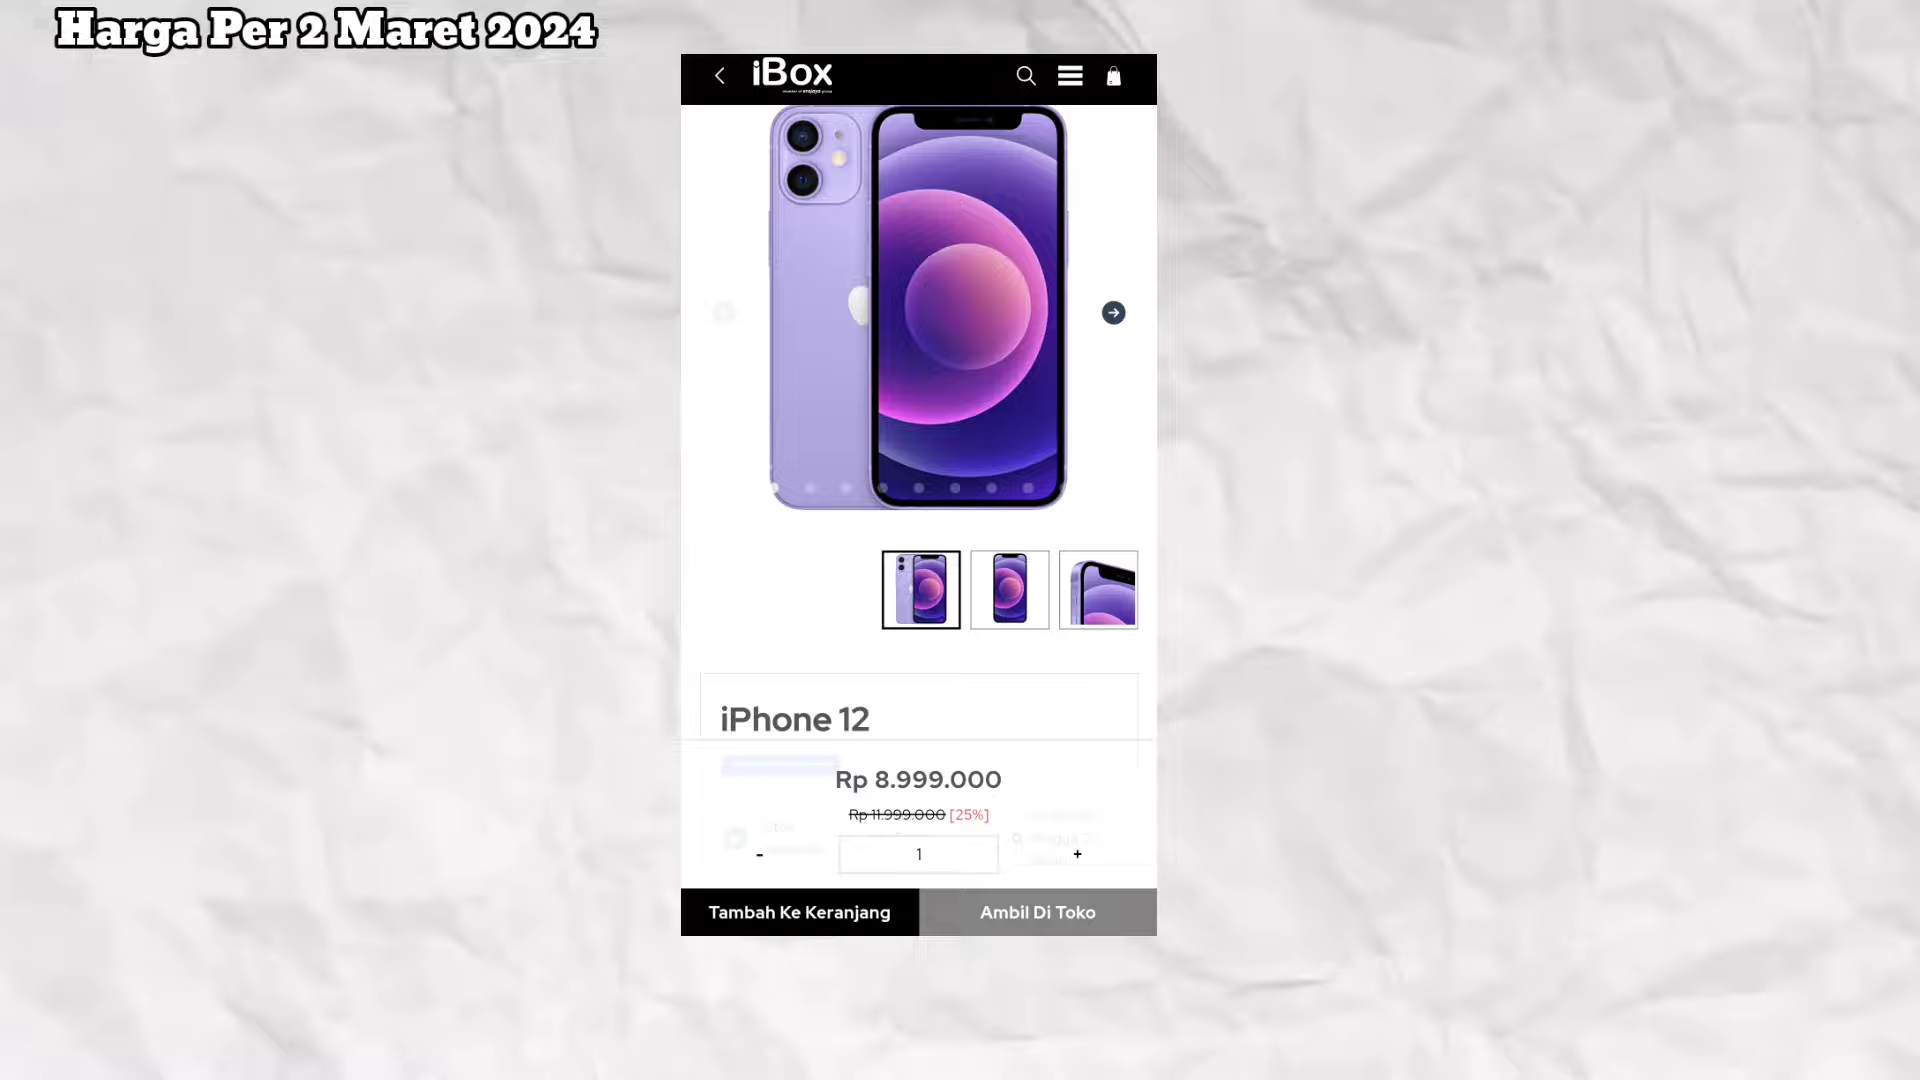 Harga Per 2 Maret 2024
iBox
iPhone 12
Rp 8.999.000
Rp 11.999.000 [25%]
- 1 +
Tambah Ke Keranjang
Ambil Di Toko